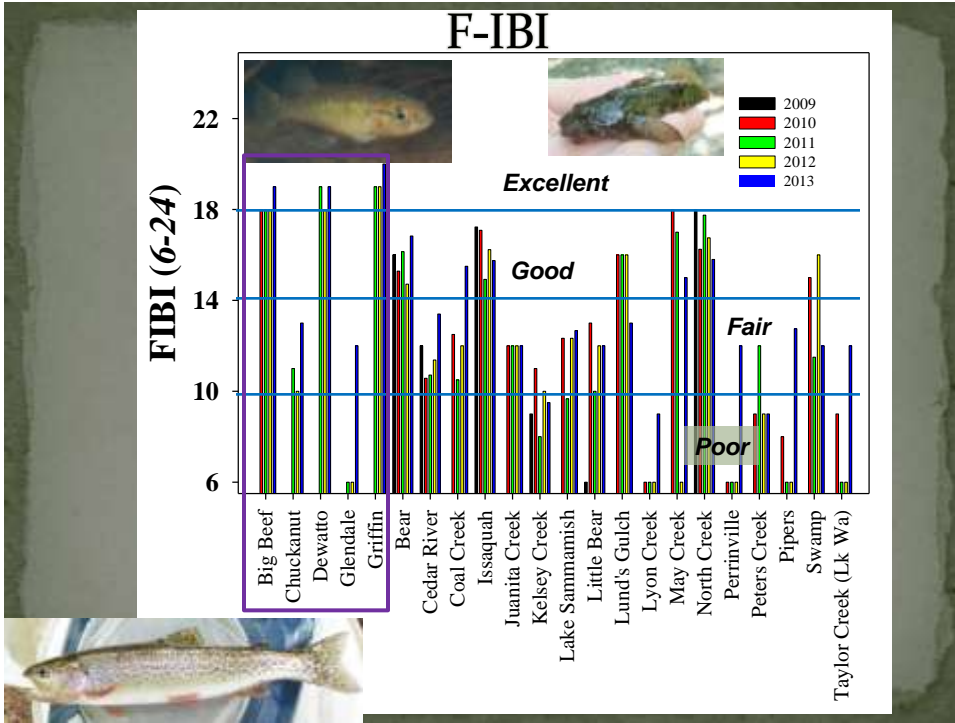 F-IBI
FIBI (6-24)
22
18
14
10
6
2009
2010
2011
2012
2013
Excellent
Good
Fair
Poor
Big Beef
Chuckanut
Dewatto
Glendale
Griffin
Bear
Cedar River
Coal Creek
Issaquah
Juanita Creek
Kelsey Creek
Lake Sammamish
Little Bear
Lund's Gulch
Lyon Creek
May Creek
North Creek
Perrinville
Peters Creek
Pipers
Swamp
Taylor Creek (Lk Wa)